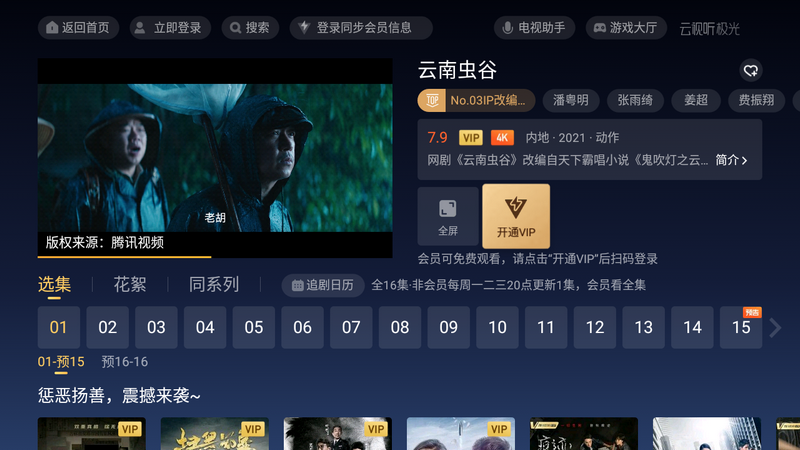 返回首页
立即登录
搜索
登录同步会员信息
电视助手
游戏大厅
云视听极光
云南虫谷
TOP No.03IP改编...
潘粤明
张雨绮
姜超
费振翔
7.9 VIP 4K 内地 · 2021 · 动作
网剧《云南虫谷》改编自天下霸唱小说《鬼吹灯之云... 简介
老胡
版权来源：腾讯视频
全屏
开通VIP
会员可免费观看，请点击“开通VIP”后扫码登录
选集
花絮
同系列
追剧日历
全16集·非会员每周一二三20点更新1集，会员看全集
01 02 03 04 05 06 07 08 09 10 11 12 13 14 15 预告
01-预15 预16-16
惩恶扬善，震撼来袭~
VIP
VIP
VIP
VIP